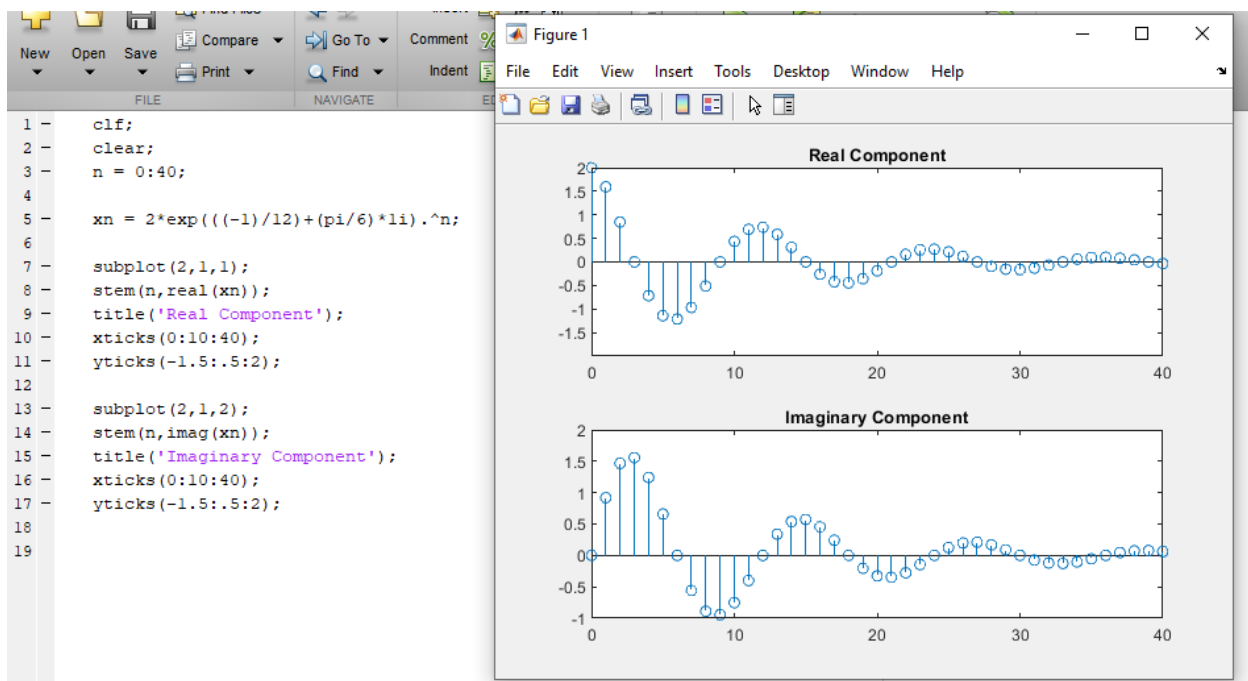 New Open Save Compare Print Go To Find Comment Indent
FILE NAVIGATE
1 – clf;
2 – clear;
3 – n = 0:40;
4
5 – xn = 2*exp(((-1)/12)+(pi/6)*1i).^n;
6
7 – subplot(2,1,1);
8 – stem(n,real(xn));
9 – title('Real Component');
10 – xticks(0:10:40);
11 – yticks(-1.5:.5:2);
12
13 – subplot(2,1,2);
14 – stem(n,imag(xn));
15 – title('Imaginary Component');
16 – xticks(0:10:40);
17 – yticks(-1.5:.5:2);
18
19
Figure 1
File Edit View Insert Tools Desktop Window Help
Real Component
2
1.5
1
0.5
0
-0.5
-1
-1.5
0 10 20 30 40
Imaginary Component
2
1.5
1
0.5
0
-0.5
-1
0 10 20 30 40